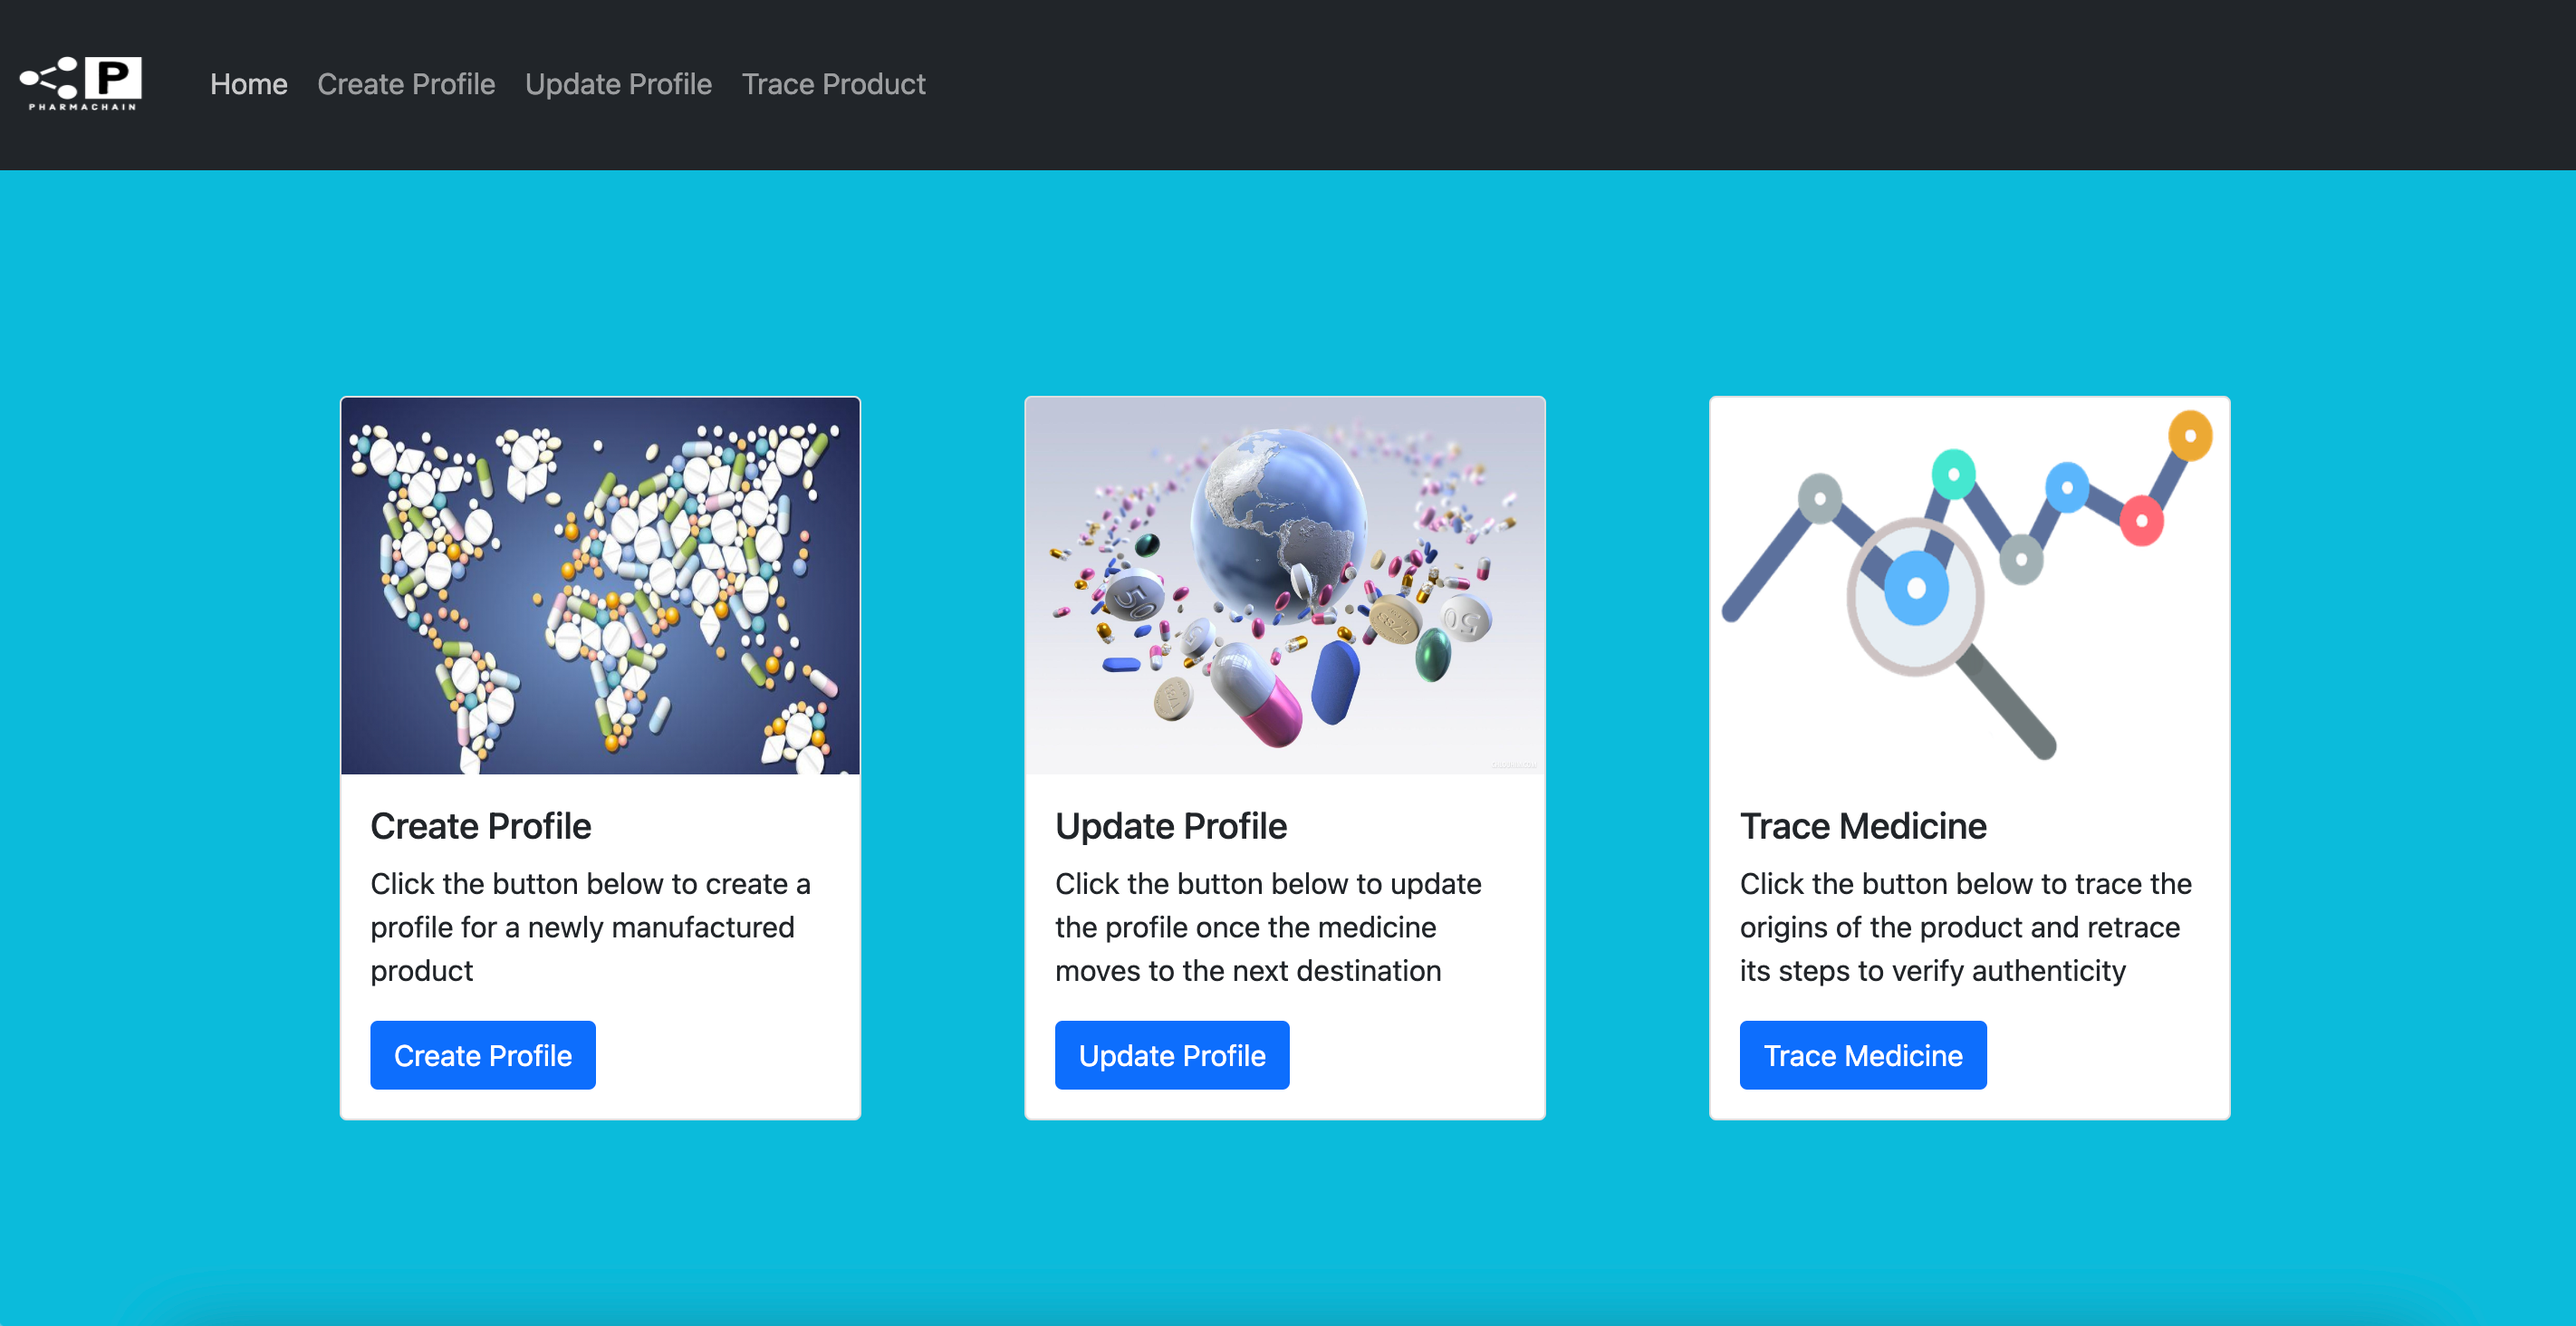 P
PHARMACHAIN
Home Create Profile Update Profile Trace Product
50
5
50
Create Profile
Click the button below to create a
profile for a newly manufactured
product
Create Profile
Update Profile
Click the button below to update
the profile once the medicine
moves to the next destination
Update Profile
Trace Medicine
Click the button below to trace the
origins of the product and retrace
its steps to verify authenticity
Trace Medicine